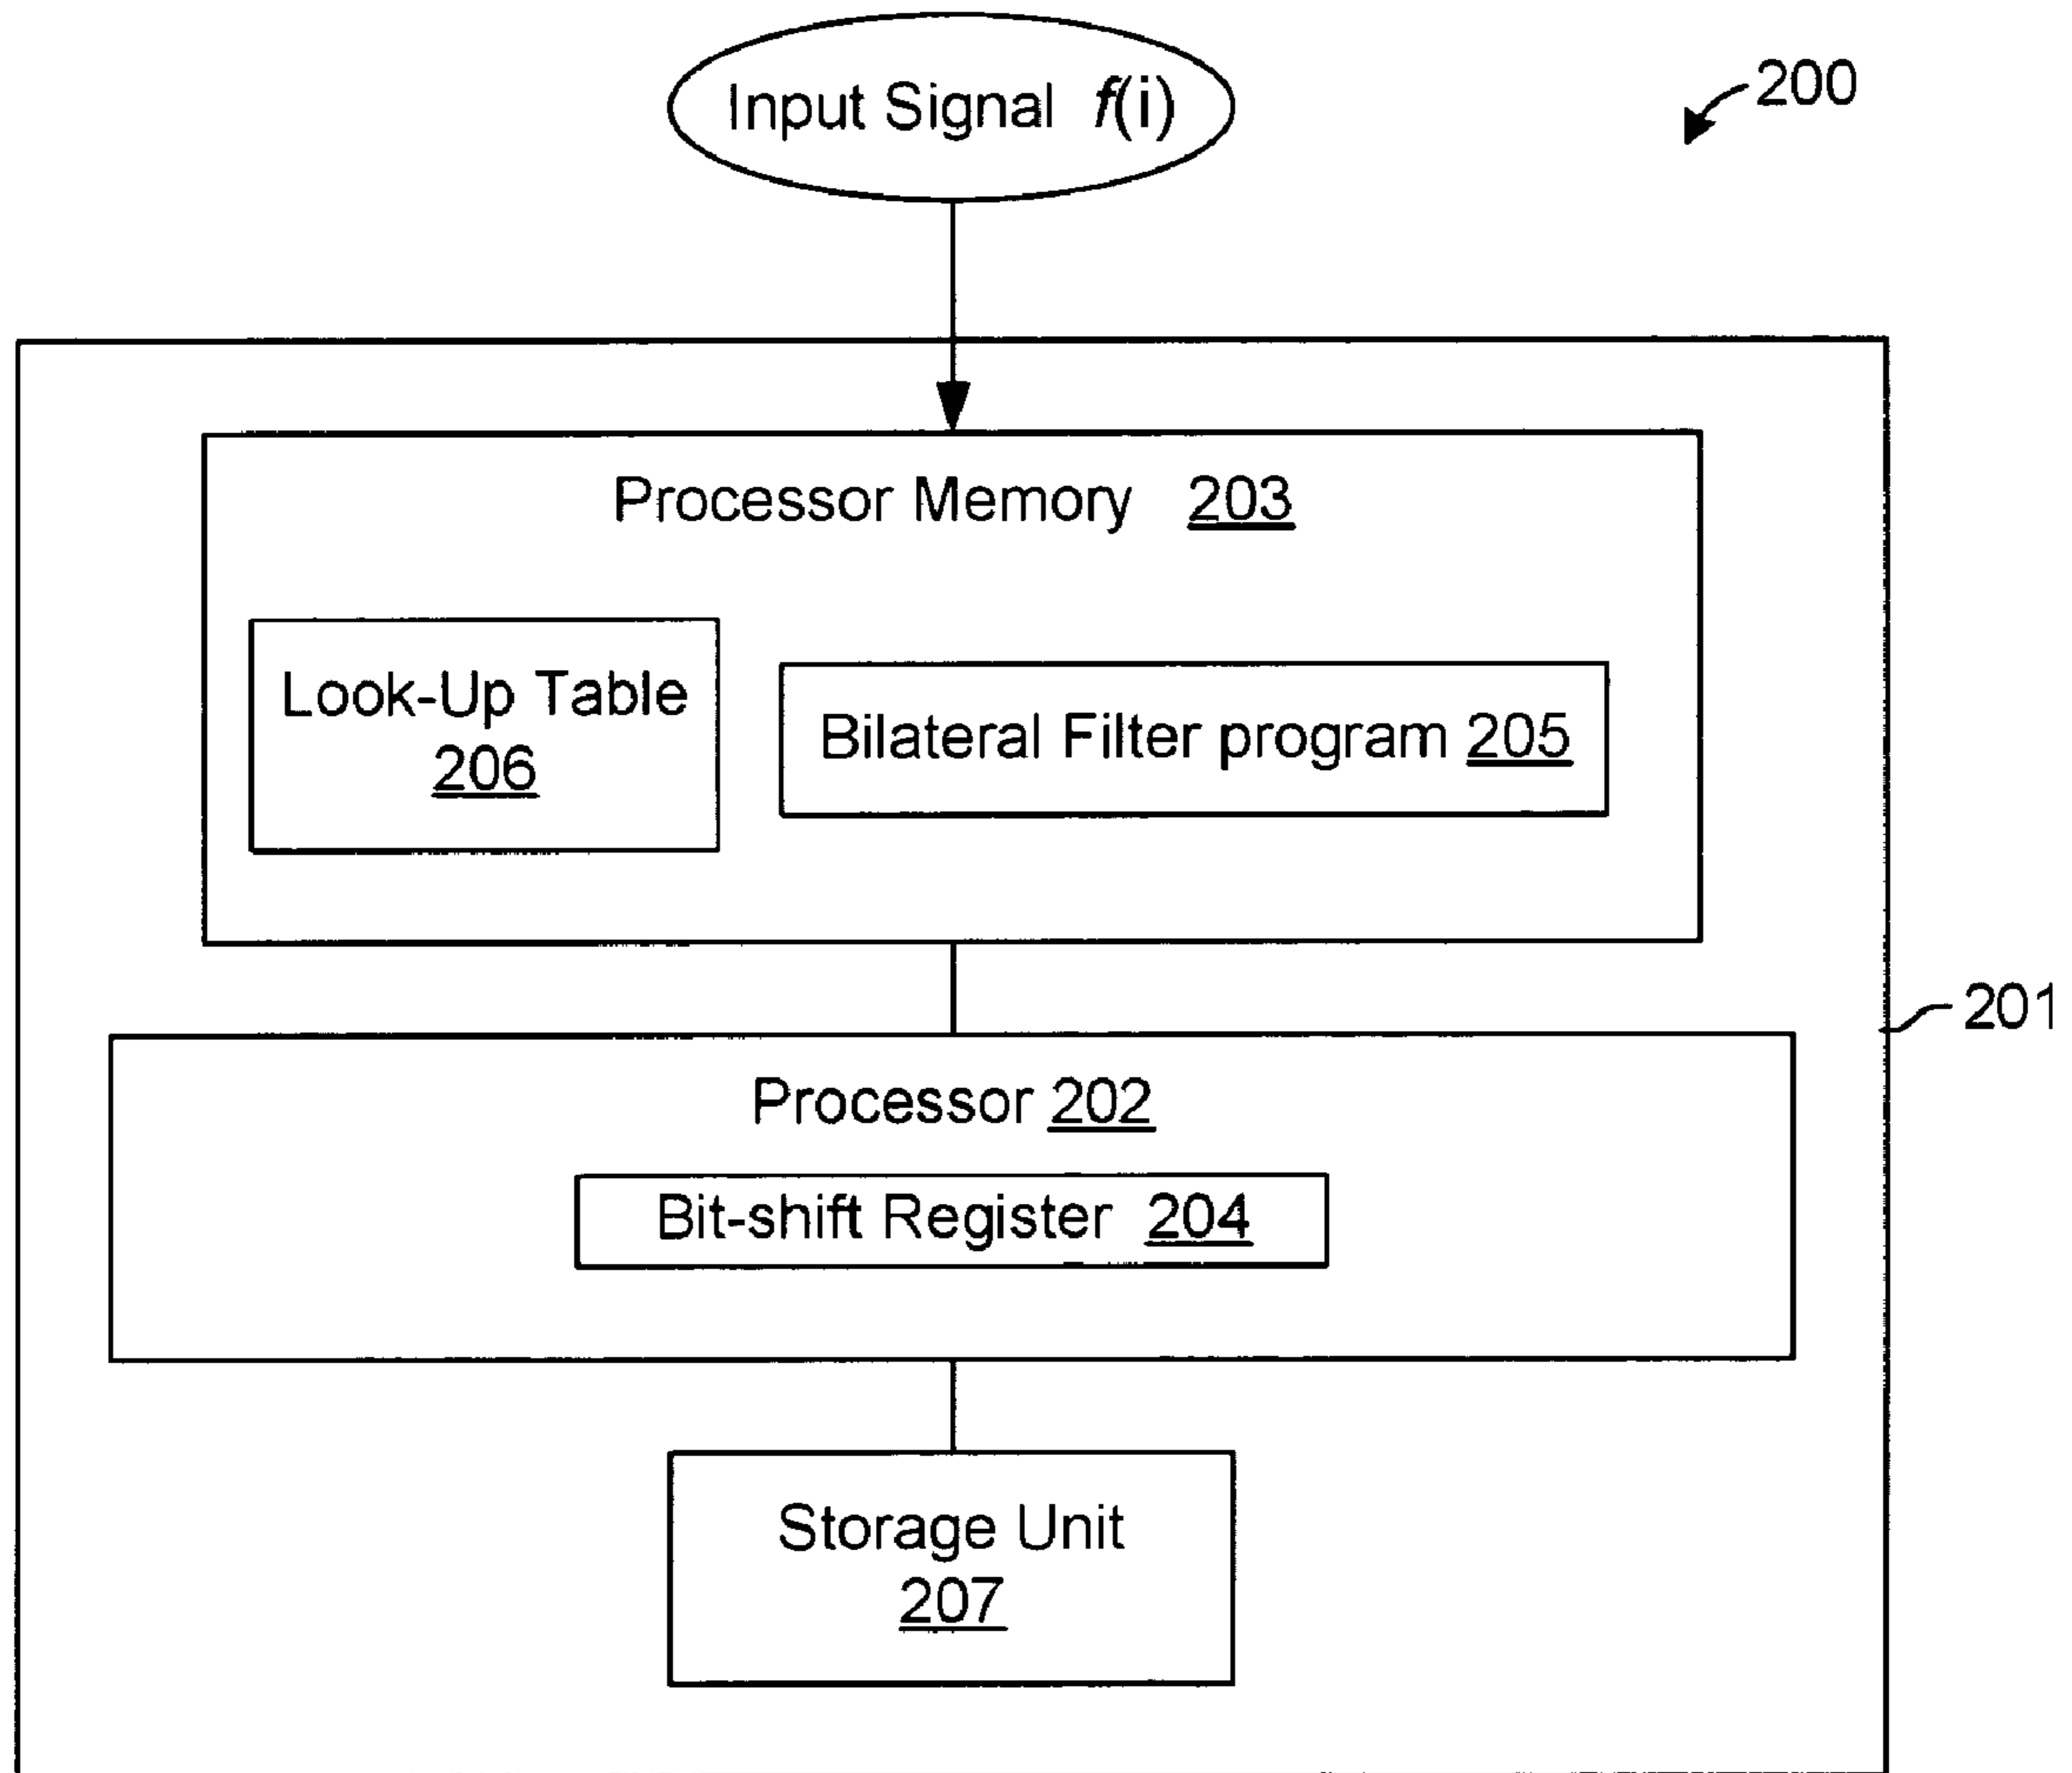 Input Signal f(i)
200
Processor Memory 203
Look-Up Table
206
Bilateral Filter program 205
201
Processor 202
Bit-shift Register 204
Storage Unit
207